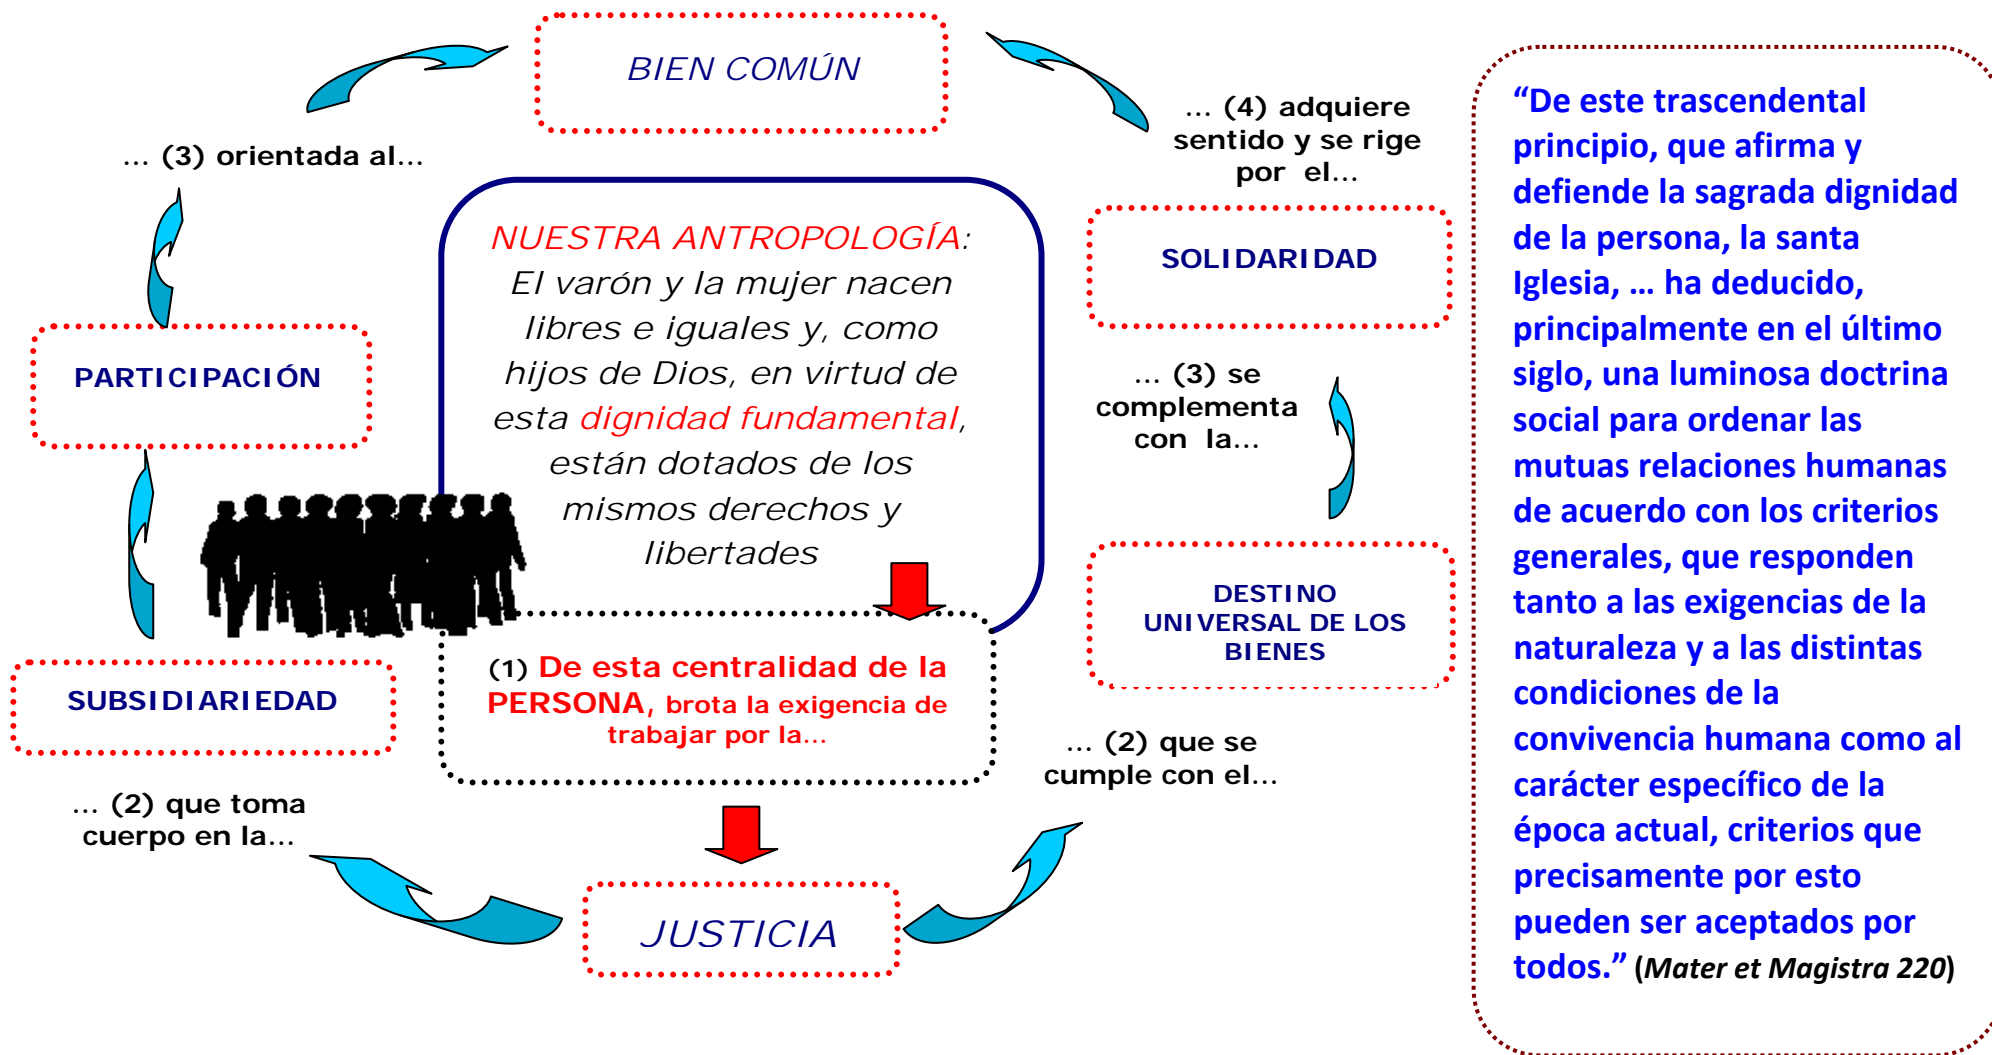 BIEN COMÚN
... (3) orientada al...
... (4) adquiere
sentido y se rige
por el...
NUESTRA ANTROPOLOGÍA:
El varón y la mujer nacen
libres e iguales y, como
hijos de Dios, en virtud de
esta dignidad fundamental,
están dotados de los
mismos derechos y
libertades
SOLIDARIDAD
PARTICIPACIÓN
... (3) se
complementa
con la...
DESTINO
UNIVERSAL DE LOS
BIENES
(1) De esta centralidad de la
PERSONA, brota la exigencia de
trabajar por la...
SUBSIDIARIEDAD
... (2) que se
cumple con el...
... (2) que toma
cuerpo en la...
JUSTICIA
“De este trascendental
principio, que afirma y
defiende la sagrada dignidad
de la persona, la santa
Iglesia, ... ha deducido,
principalmente en el último
siglo, una luminosa doctrina
social para ordenar las
mutuas relaciones humanas
de acuerdo con los criterios
generales, que responden
tanto a las exigencias de la
naturaleza y a las distintas
condiciones de la
convivencia humana como al
carácter específico de la
época actual, criterios que
precisamente por esto
pueden ser aceptados por
todos.” (Mater et Magistra 220)